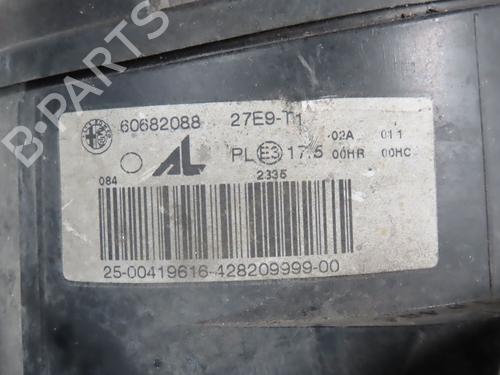 60682088 27E9-T1
02A 011
AL PL E3 17.5 00HR 00HC
084 2335
25-00419616-428209999-00
B-PARTS